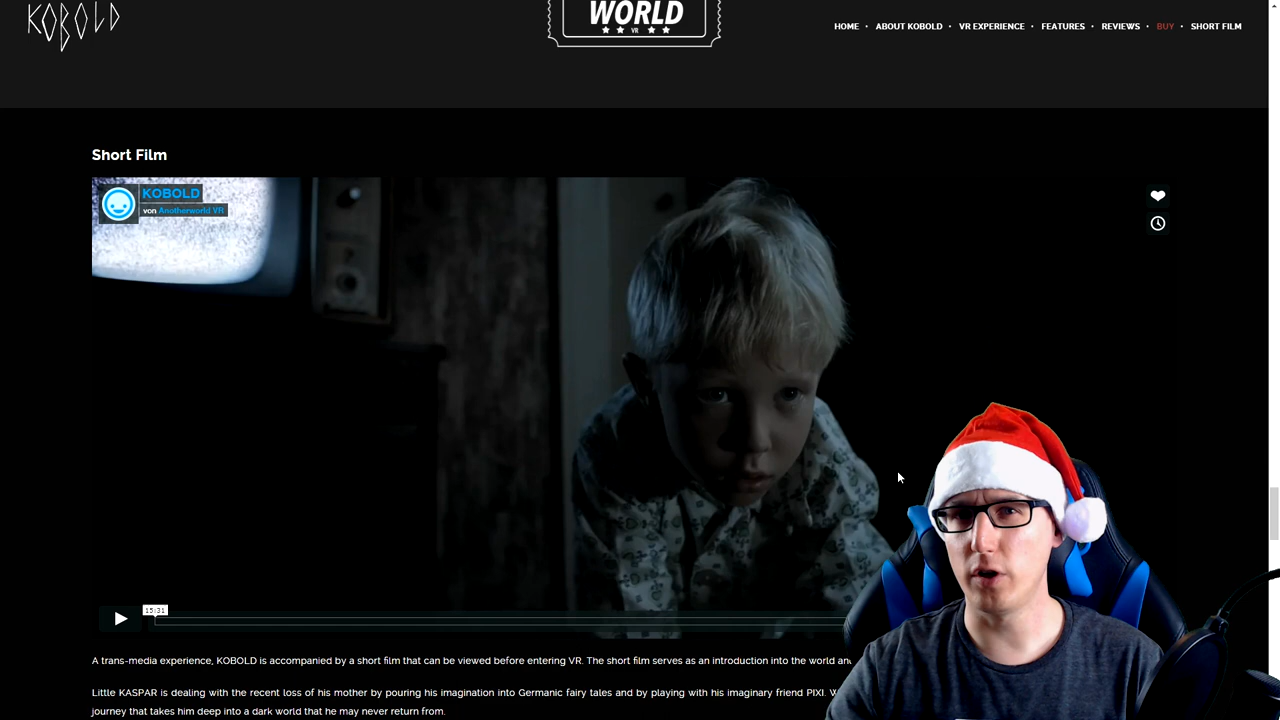 KOBOLD
WORLD
VR
HOME • ABOUT KOBOLD • VR EXPERIENCE • FEATURES • REVIEWS • BUY • SHORT FILM
Short Film
KOBOLD
von Anotherworld VR
15:31
A trans-media experience, KOBOLD is accompanied by a short film that can be viewed before entering VR. The short film serves as an introduction into the world
Little KASPAR is dealing with the recent loss of his mother by pouring his imagination into Germanic fairy tales and by playing with his imaginary friend PIXI.
journey that takes him deep into a dark world that he may never return from.